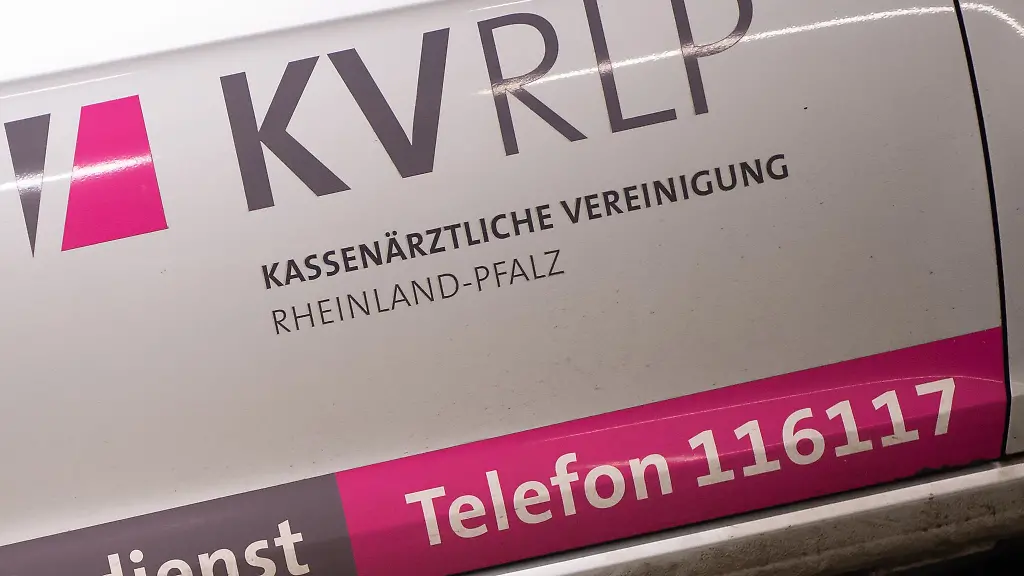 KVRLP
KASSENÄRZTLICHE VEREINIGUNG
RHEINLAND-PFALZ
dienst Telefon 116117